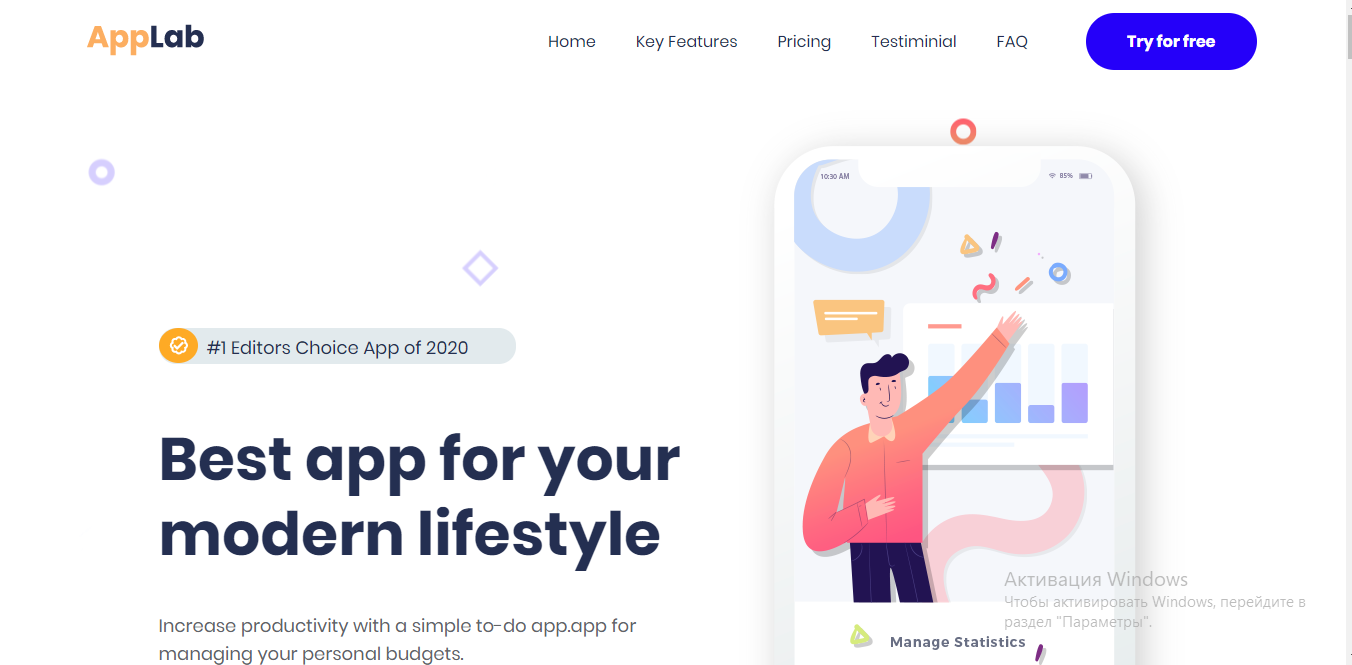 AppLab
Home Key Features Pricing Testiminial FAQ Try for free
10:30 AM 85%
#1 Editors Choice App of 2020
Best app for your
modern lifestyle
Increase productivity with a simple to-do app.app for
managing your personal budgets.
Manage Statistics
Активация Windows
Чтобы активировать Windows, перейдите в
раздел "Параметры".